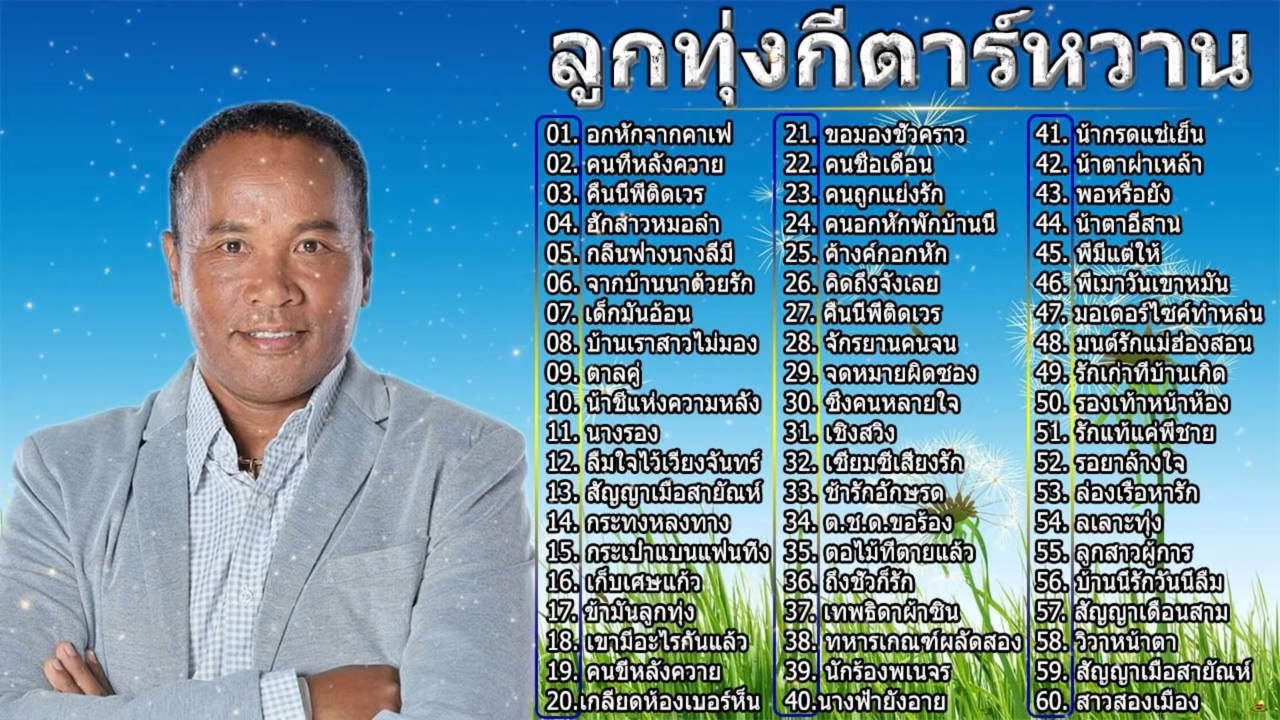 ลูกทุ่งกีตาร์หวาน
01. อกหักจากคาเฟ่
02. คนที่หลังควาย
03. คืนนี้พี่ติดเวร
04. ฮักสาวหมอลำ
05. กลิ่นฟางนางลืม
06. จากบ้านนาด้วยรัก
07. เด็กมันอ้อน
08. บ้านเราสาวไม่มอง
09. ตาลคู่
10. น้าชีแห่งความหลัง
11. นางรอง
12. ลืมใจไว้เวียงจันทร์
13. สัญญาเมื่อสายัณห์
14. กระทงหลงทาง
15. กระเป๋าแบนแฟนทิ้ง
16. เก็บเศษแก้ว
17. ข้ามันลูกทุ่ง
18. เขามีอะไรกันแล้ว
19. คนขี่หลังควาย
20. เกลียดห้องเบอร์ห้า
21. ขอมองชั่วคราว
22. คนชื่อเดือน
23. คนถูกแย่งรัก
24. คนอกหักพักบ้านนี้
25. ค้างค์กอกหัก
26. คิดถึงจังเลย
27. คืนนี้พี่ติดเวร
28. จักรยานคนจน
29. จดหมายผิดซอง
30. ซึ้งคนหลายใจ
31. เซิ้งสวิง
32. เซียมซีเสี่ยงรัก
33. ช้ำรักอักษรด
34. ต.ช.ด.ขอร้อง
35. ตอไม้ที่ตายแล้ว
36. ถึงชั่วก็รัก
37. เทพธิดาผ้าซิ่น
38. ทหารเกณฑ์ผลัดสอง
39. นักร้องพเนจร
40. นางฟ้ายังอาย
41. น้ำกรดแช่เย็น
42. น้ำตาผ่าเหล้า
43. พอหรือยัง
44. น้ำตาอีสาน
45. พี่มีแต่ให้
46. พี่เมาวันเขาหมั้น
47. มอเตอร์ไซค์ทำหล่น
48. มนต์รักแม่ฮ่องสอน
49. รักเก่าที่บ้านเกิด
50. รองเท้าหน้าห้อง
51. รักแท้แค่พี่ชาย
52. รอยาล้างใจ
53. ล่องเรือหารัก
54. ลเลาะทุ่ง
55. ลูกสาวผู้การ
56. บ้านนี้รักวันนี้ลืม
57. สัญญาเดือนสาม
58. วิวาหน้าตา
59. สัญญาเมื่อสายัณห์
60. สาวสองเมือง